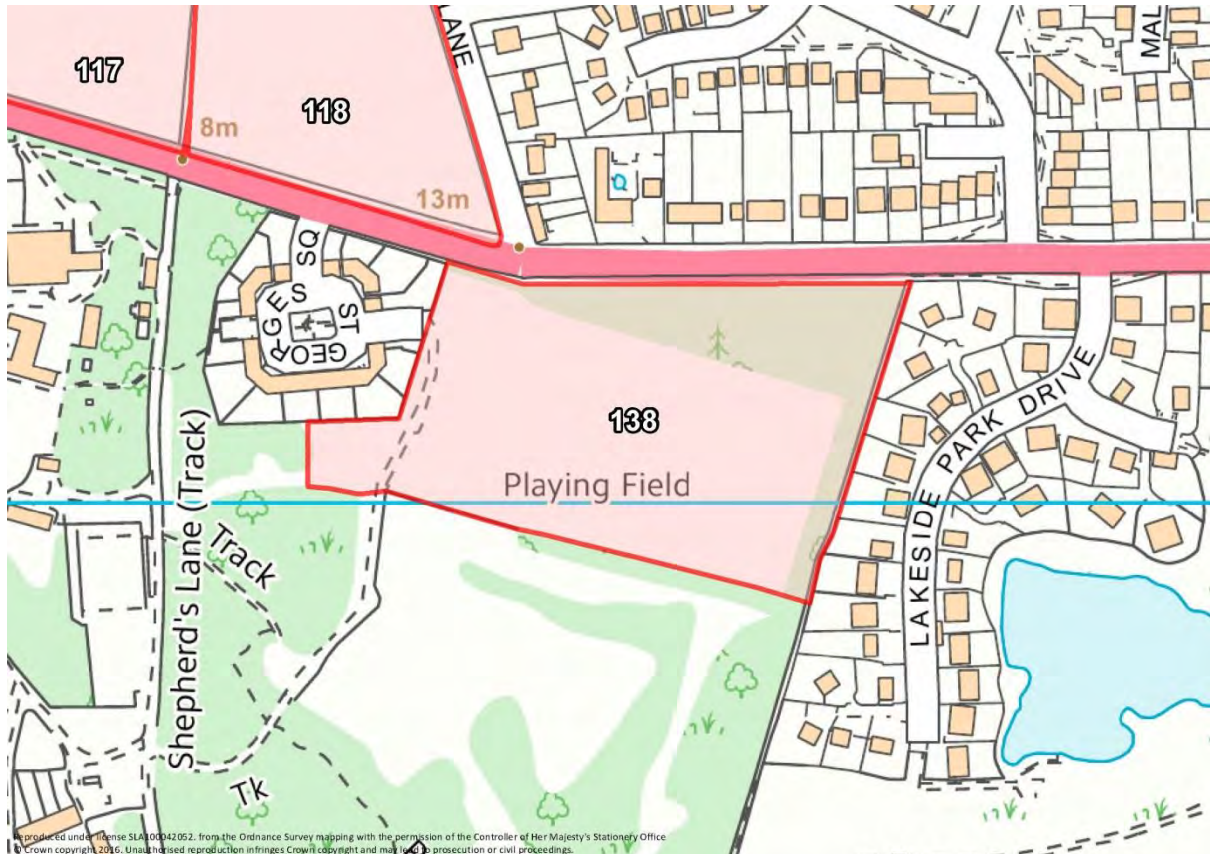 LANE
MAL
117
118
8m
13m
ST GEORGES SQ
138
Playing Field
LAKESIDE PARK DRIVE
Shepherd's Lane (Track)
Track
Tk
Reproduced under license SLA100042052. from the Ordnance Survey mapping with the permission of the Controller of Her Majesty's Stationery Office
© Crown copyright 2016. Unauthorised reproduction infringes Crown copyright and may lead to prosecution or civil proceedings.